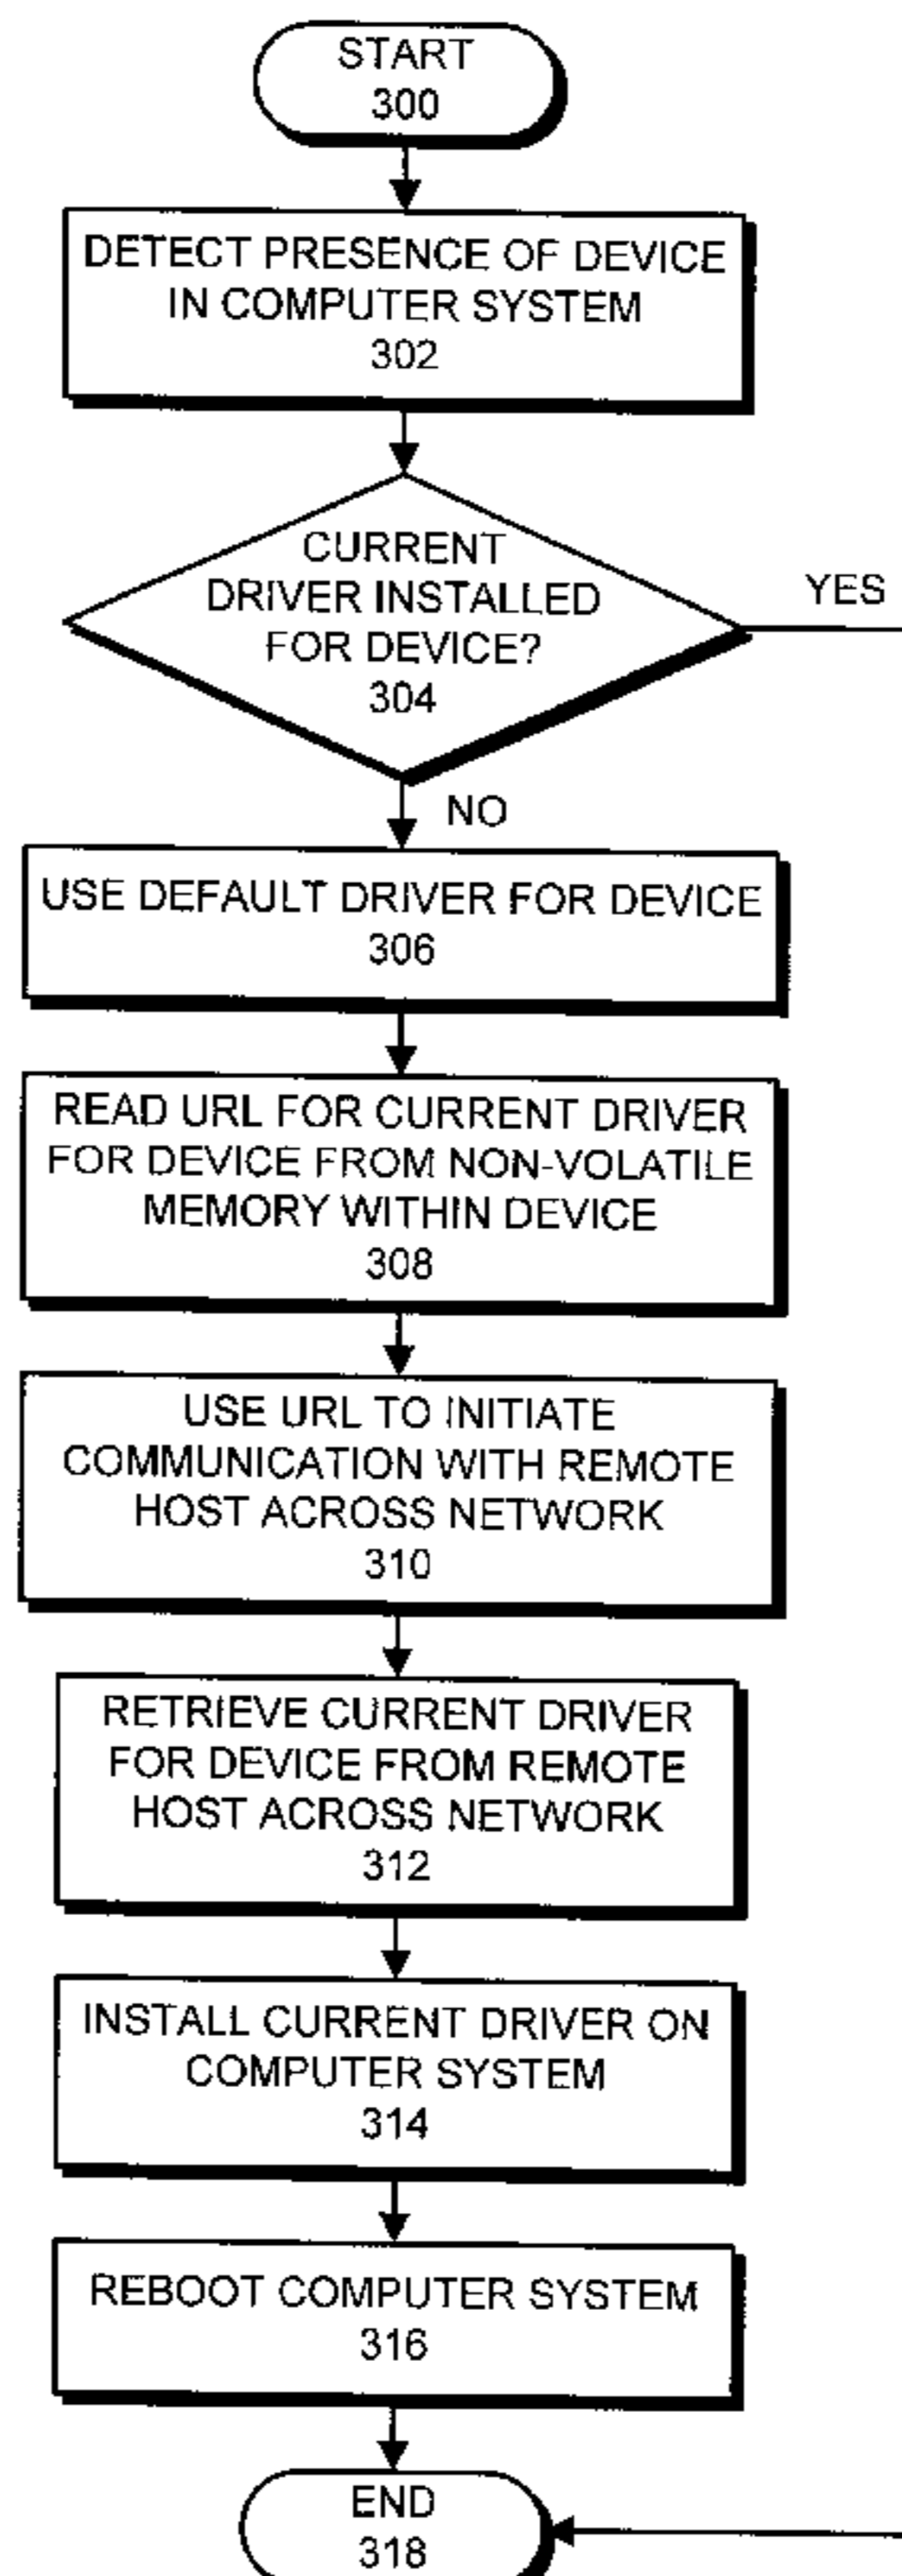 START
300
DETECT PRESENCE OF DEVICE
IN COMPUTER SYSTEM
302
CURRENT
DRIVER INSTALLED
FOR DEVICE?
304
YES
NO
USE DEFAULT DRIVER FOR DEVICE
306
READ URL FOR CURRENT DRIVER
FOR DEVICE FROM NON-VOLATILE
MEMORY WITHIN DEVICE
308
USE URL TO INITIATE
COMMUNICATION WITH REMOTE
HOST ACROSS NETWORK
310
RETRIEVE CURRENT DRIVER
FOR DEVICE FROM REMOTE
HOST ACROSS NETWORK
312
INSTALL CURRENT DRIVER ON
COMPUTER SYSTEM
314
REBOOT COMPUTER SYSTEM
316
END
318